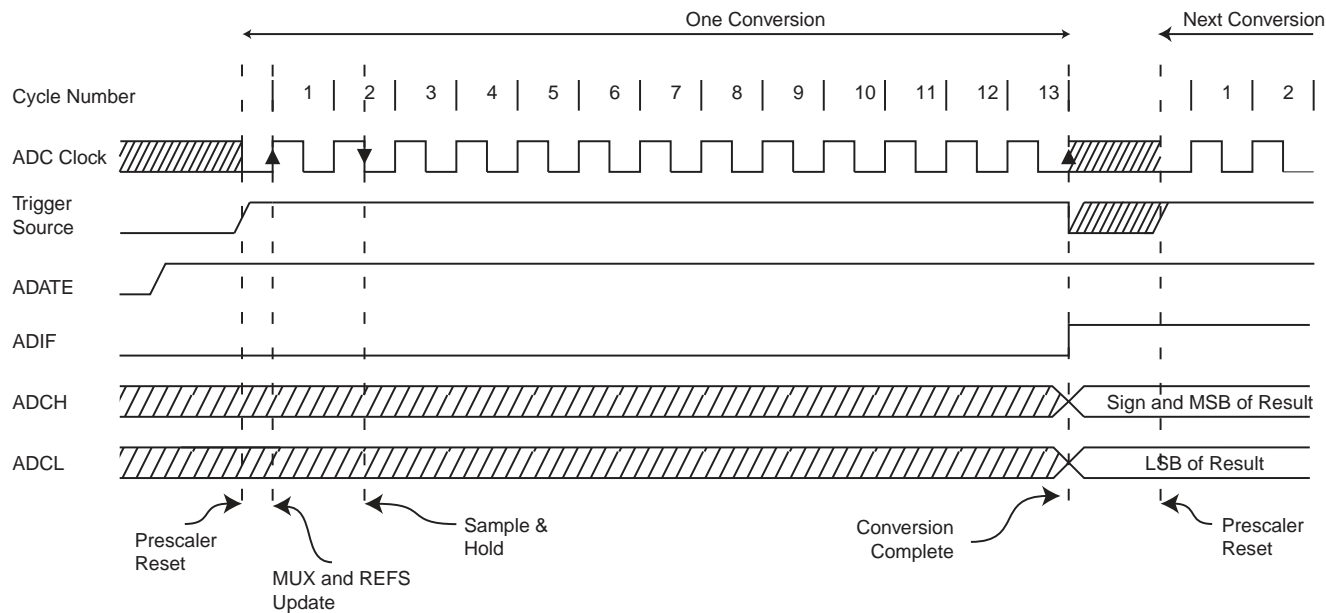 One Conversion
Next Conversion
Cycle Number
1 2 3 4 5 6 7 8 9 10 11 12 13 1 2
ADC Clock
Trigger
Source
ADATE
ADIF
ADCH
Sign and MSB of Result
ADCL
LSB of Result
Prescaler
Reset
MUX and REFS
Update
Sample &
Hold
Conversion
Complete
Prescaler
Reset